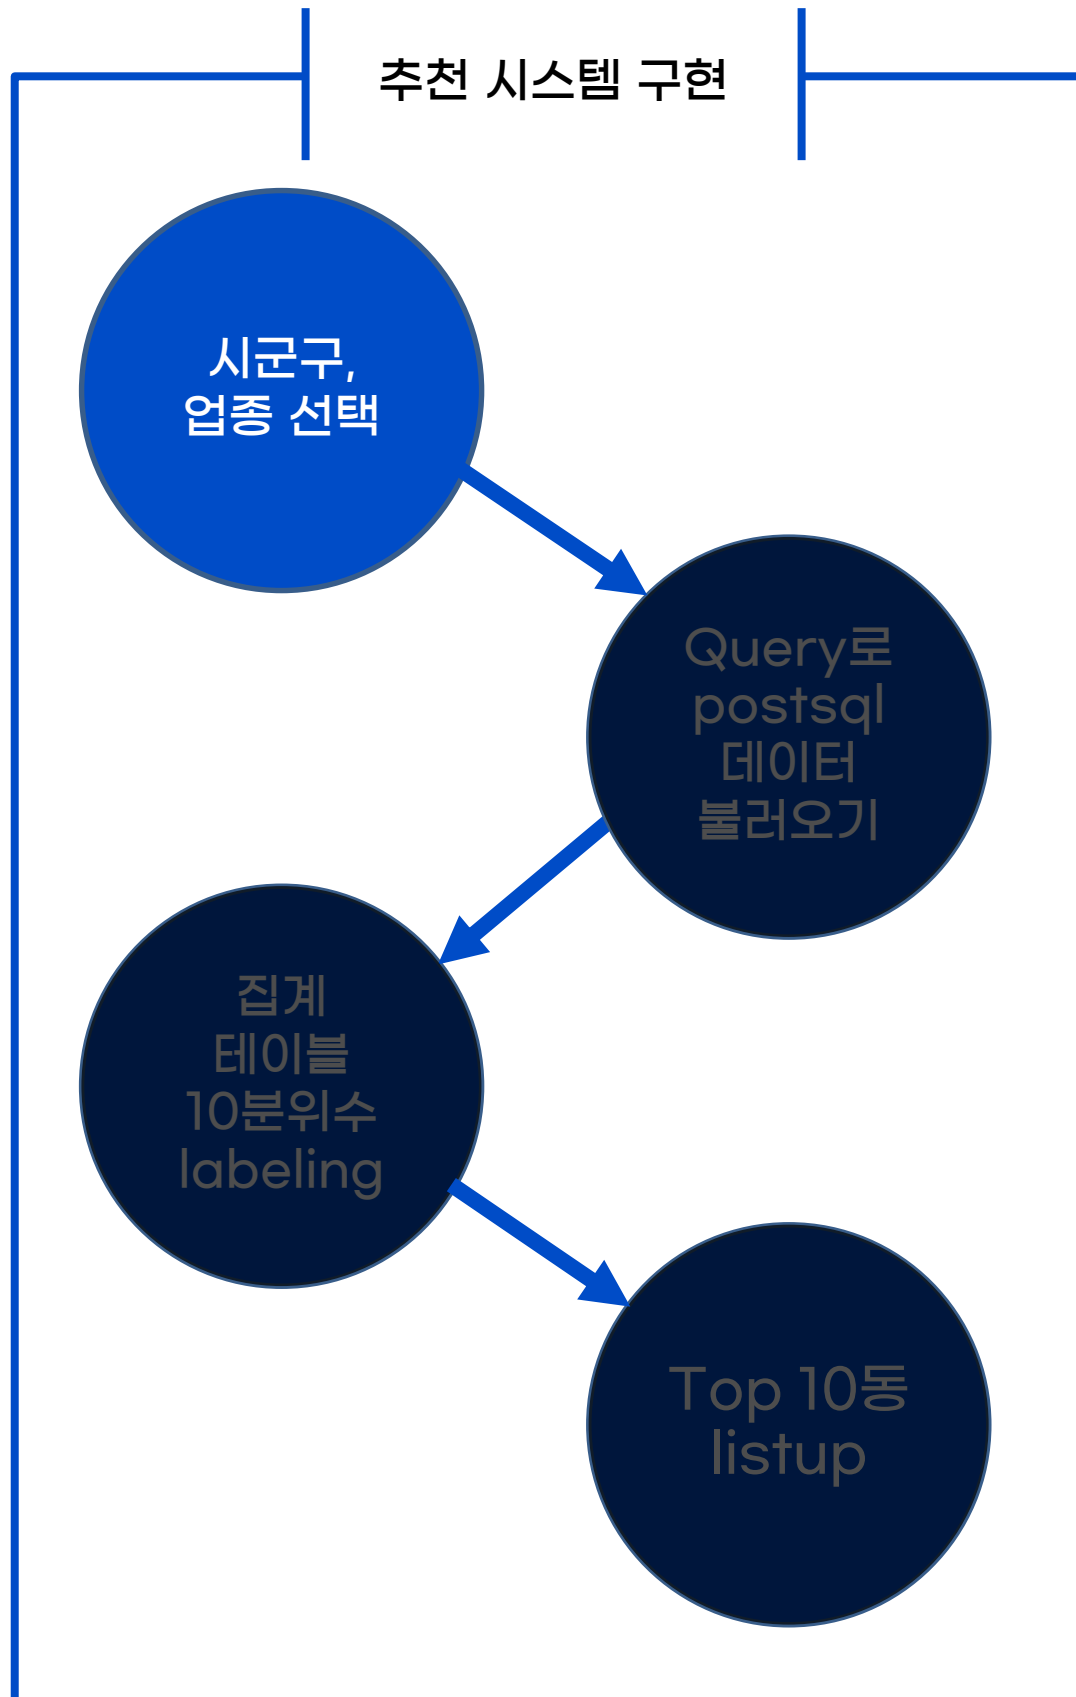 추천 시스템 구현
시군구,
업종 선택
Query로
postsql
데이터
불러오기
집계
테이블
10분위수
labeling
Top 10동
listup